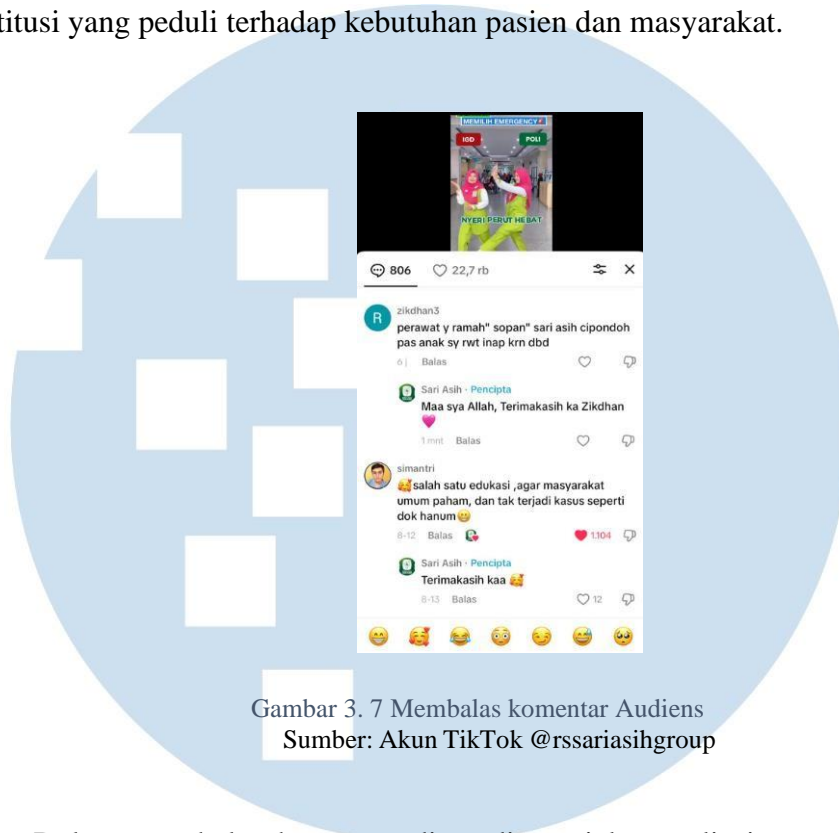 titusi yang peduli terhadap kebutuhan pasien dan masyarakat.
MEMILIH EMERGENCY
IGD
POLI
NYERI PERUT HEBAT
806
22,7 rb
R
zikdhan3
perawat y ramah" sopan" sari asih cipondoh
pas anak sy rwt inap krn dbd
6 j Balas
Sari Asih · Pencipta
Maa sya Allah, Terimakasih ka Zikdhan
1 mnt Balas
simantri
🥰salah satu edukasi ,agar masyarakat
umum paham, dan tak terjadi kasus seperti
dok hanum😁
8-12 Balas 1.104
Sari Asih · Pencipta
Terimakasih kaa 🥰
8-13 Balas 12
Gambar 3. 7 Membalas komentar Audiens
Sumber: Akun TikTok @rssariasihgroup